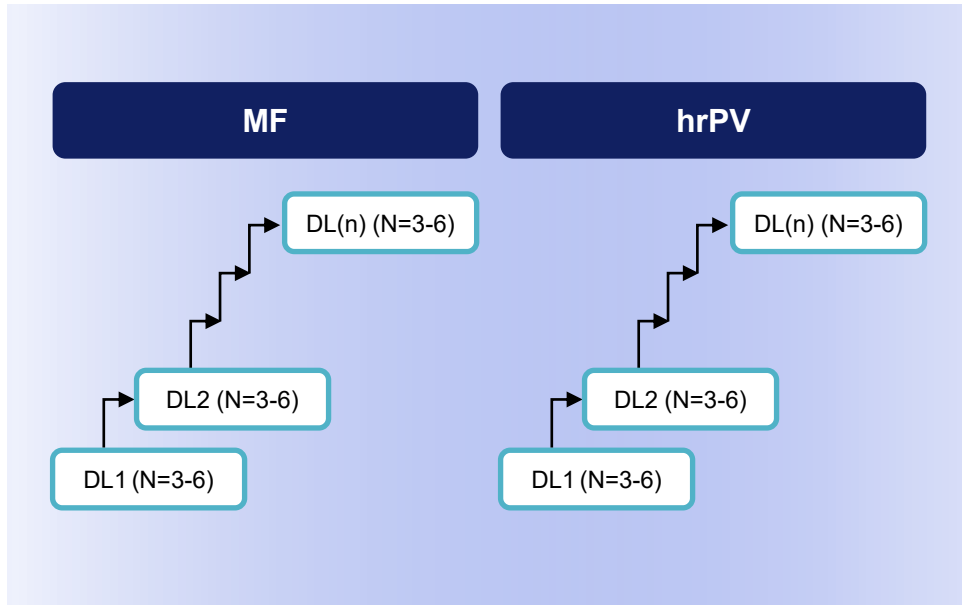 MF
DL(n) (N=3-6)
DL2 (N=3-6)
DL1 (N=3-6)
hrPV
DL(n) (N=3-6)
DL2 (N=3-6)
DL1 (N=3-6)